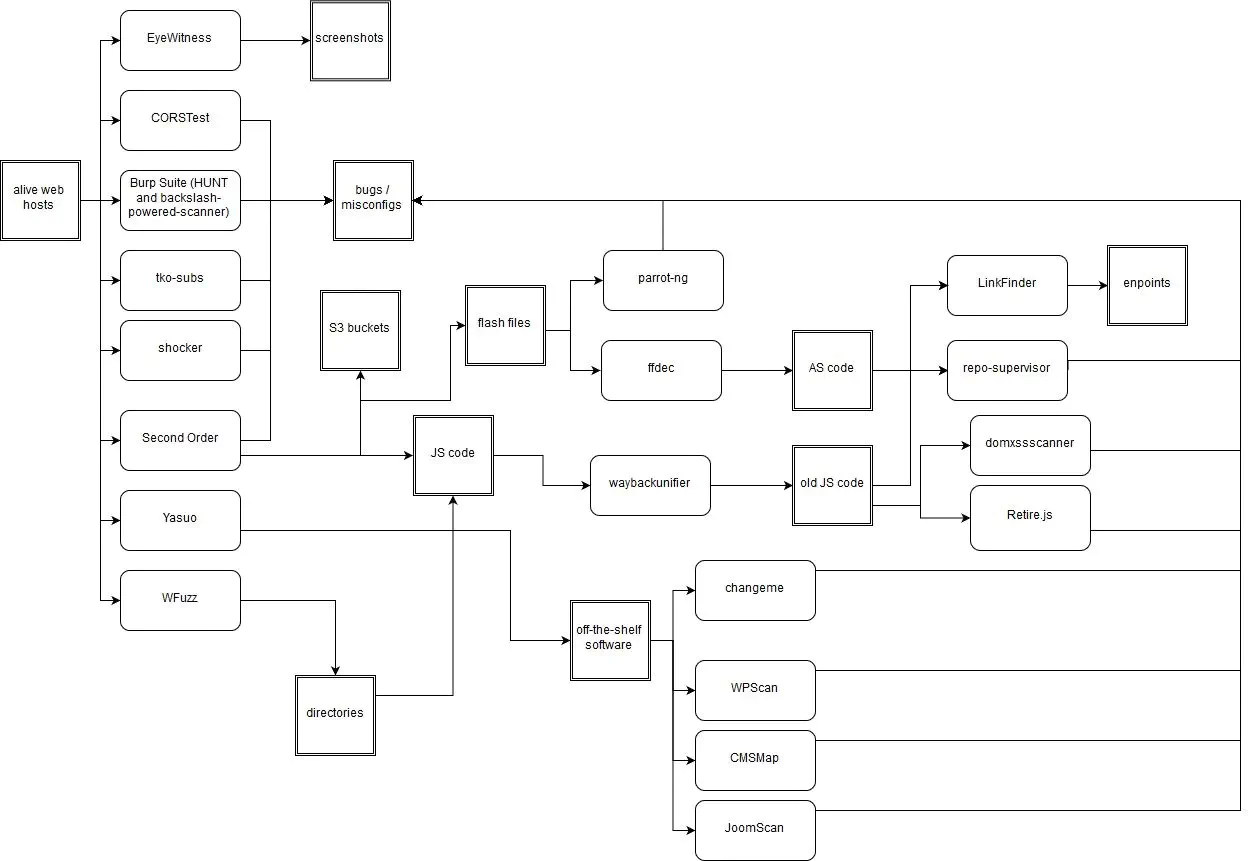 EyeWitness
screenshots
CORSTest
alive web
hosts
Burp Suite (HUNT
and backslash-
powered-scanner)
bugs /
misconfigs
tko-subs
shocker
Second Order
Yasuo
WFuzz
directories
S3 buckets
JS code
flash files
parrot-ng
ffdec
AS code
waybackunifier
old JS code
LinkFinder
enpoints
repo-supervisor
domxssscanner
Retire.js
off-the-shelf
software
changeme
WPScan
CMSMap
JoomScan